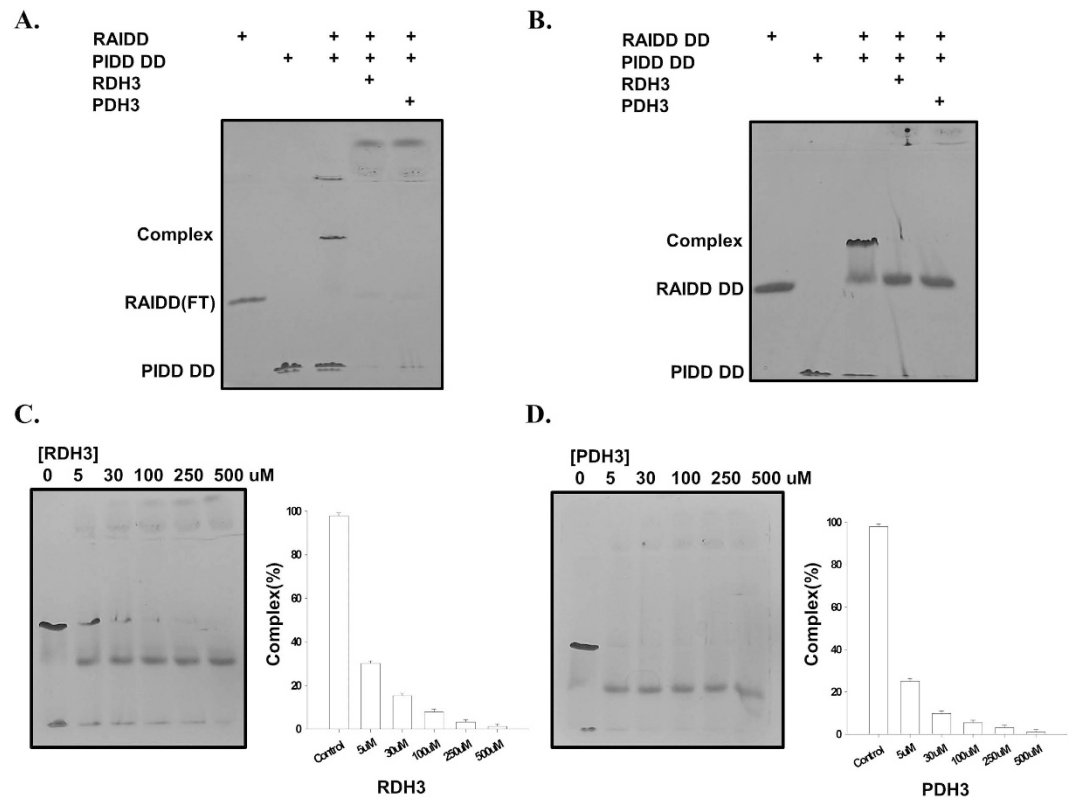 A.
RAIDD + + + +
PIDD DD + + + +
RDH3 +
PDH3 +
Complex
RAIDD(FT)
PIDD DD
B.
RAIDD DD + + + +
PIDD DD + + + +
RDH3 +
PDH3 +
Complex
RAIDD DD
PIDD DD
C.
[RDH3]
0 5 30 100 250 500 uM
Complex(%)
100
80
60
40
20
0
Control 5uM 30uM 100uM 250uM 500uM
RDH3
D.
[PDH3]
0 5 30 100 250 500 uM
Complex(%)
100
80
60
40
20
0
Control 5uM 30uM 100uM 250uM 500uM
PDH3